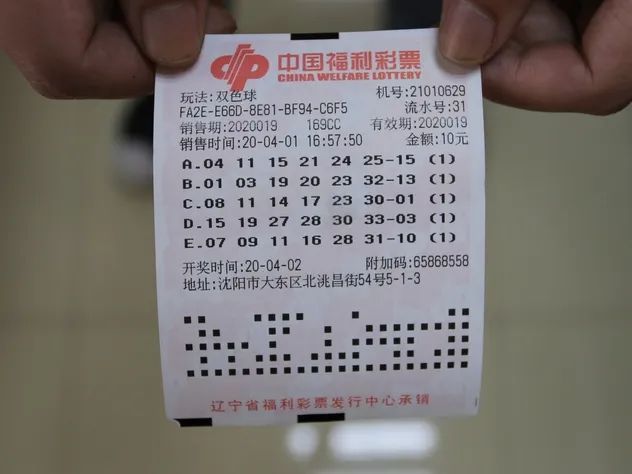 中国福利彩票
CHINA WELFARE LOTTERY
玩法:双色球 机号:21010629
FA2E-E66D-8E81-BF94-C6F5 流水号:31
销售期:2020019 169CC 有效期:2020019
销售时间:20-04-01 16:57:50 金额:10元
A.04 11 15 21 24 25-15 (1)
B.01 03 19 20 23 32-13 (1)
C.08 11 14 17 23 30-01 (1)
D.15 19 27 28 30 33-03 (1)
E.07 09 11 16 28 31-10 (1)
开奖时间:20-04-02 附加码:65868558
地址:沈阳市大东区北洮昌街54号5-1-3
辽宁省福利彩票发行中心承销